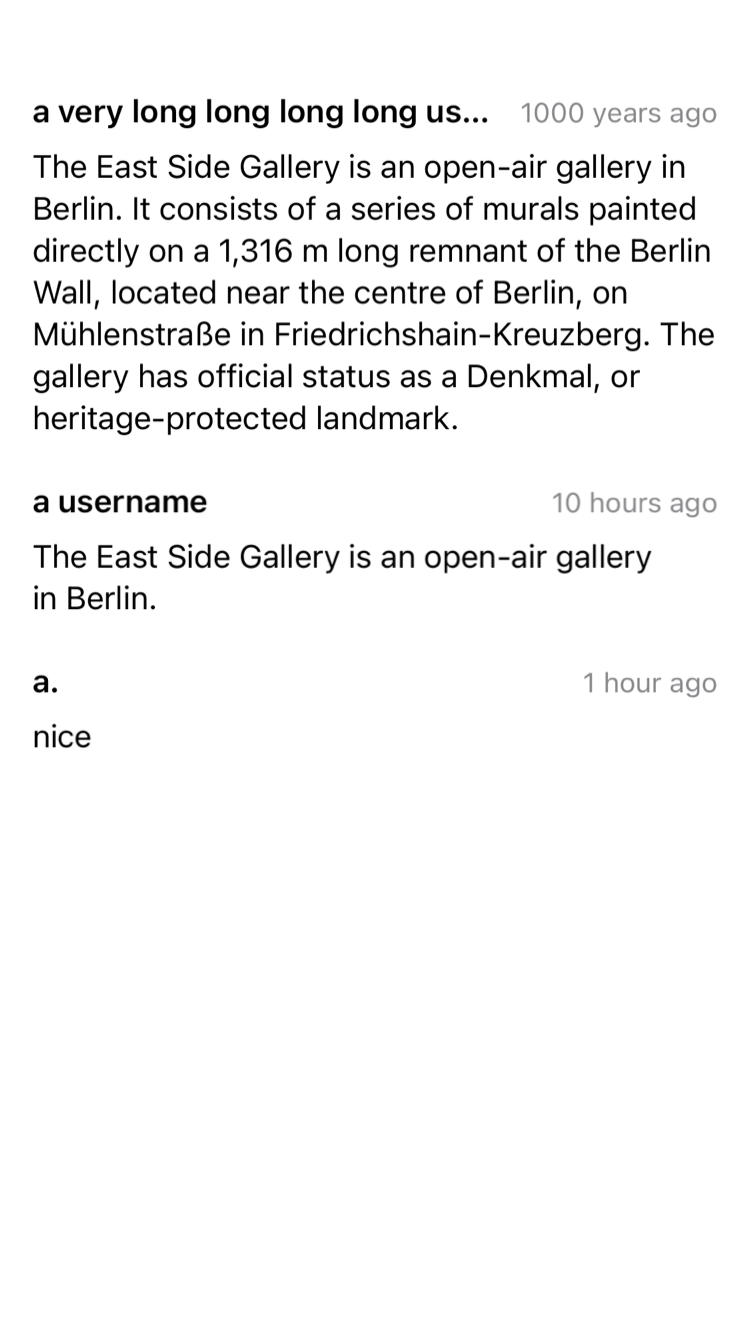 a very long long long long us... 1000 years ago
The East Side Gallery is an open-air gallery in
Berlin. It consists of a series of murals painted
directly on a 1,316 m long remnant of the Berlin
Wall, located near the centre of Berlin, on
Mühlenstraße in Friedrichshain-Kreuzberg. The
gallery has official status as a Denkmal, or
heritage-protected landmark.
a username 10 hours ago
The East Side Gallery is an open-air gallery
in Berlin.
a. 1 hour ago
nice